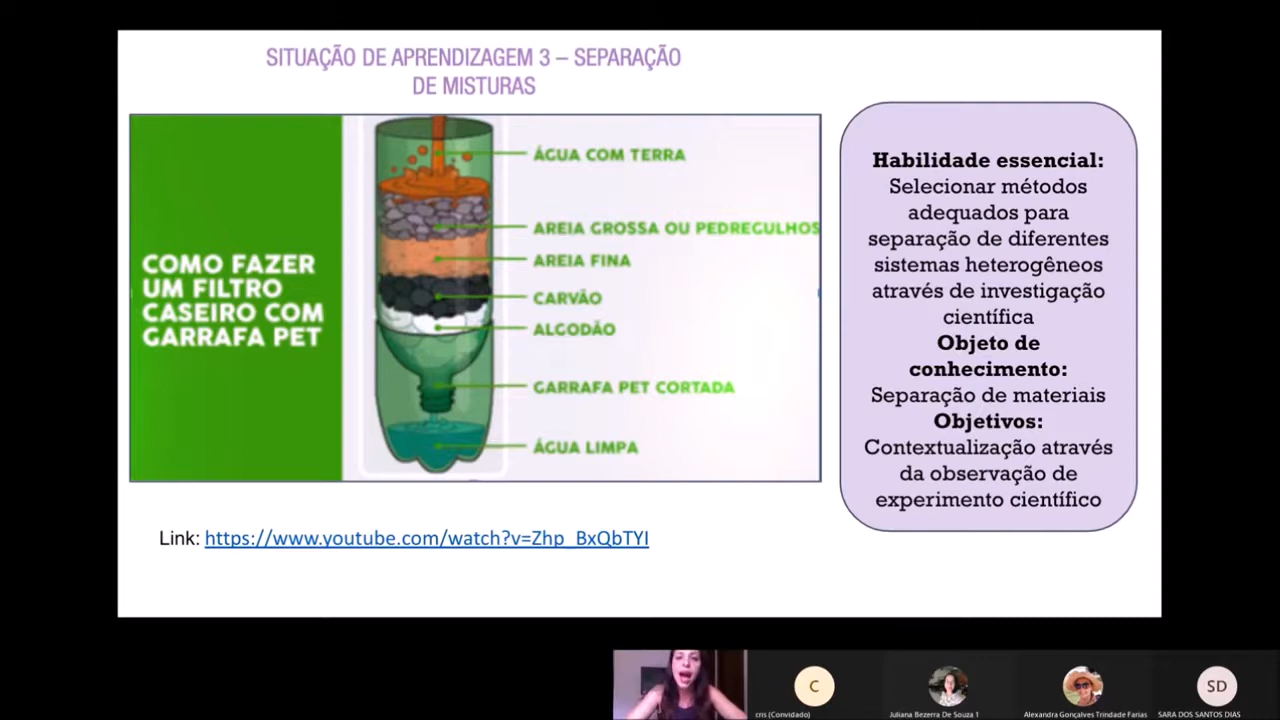 SITUAÇÃO DE APRENDIZAGEM 3 – SEPARAÇÃO
DE MISTURAS
COMO FAZER
UM FILTRO
CASEIRO COM
GARRAFA PET
ÁGUA COM TERRA
AREIA GROSSA OU PEDREGULHOS
AREIA FINA
CARVÃO
ALGODÃO
GARRAFA PET CORTADA
ÁGUA LIMPA
Habilidade essencial:
Selecionar métodos
adequados para
separação de diferentes
sistemas heterogêneos
através de investigação
científica
Objeto de
conhecimento:
Separação de materiais
Objetivos:
Contextualização através
da observação de
experimento científico
Link: https://www.youtube.com/watch?v=Zhp_BxQbTYI
C
SD
cris (Convidado)
Juliana Bezerra De Souza 1
Alexandra Gonçalves Trindade Farias
SARA DOS SANTOS DIAS